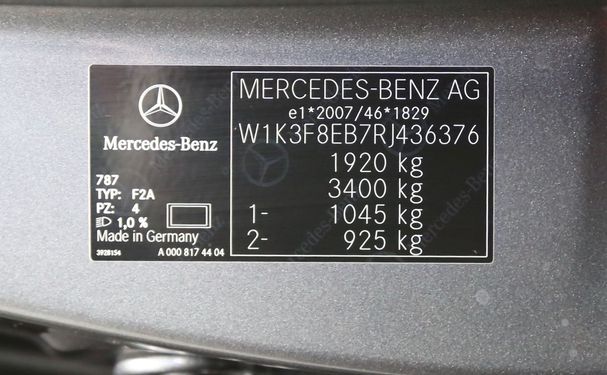 Mercedes-Benz
787
TYP: F2A
PZ: 4
1,0 %
Made in Germany
3928154
A 000 817 44 04
MERCEDES-BENZ AG
e1*2007/46*1829
W1K3F8EB7RJ436376
1920 kg
3400 kg
1- 1045 kg
2- 925 kg